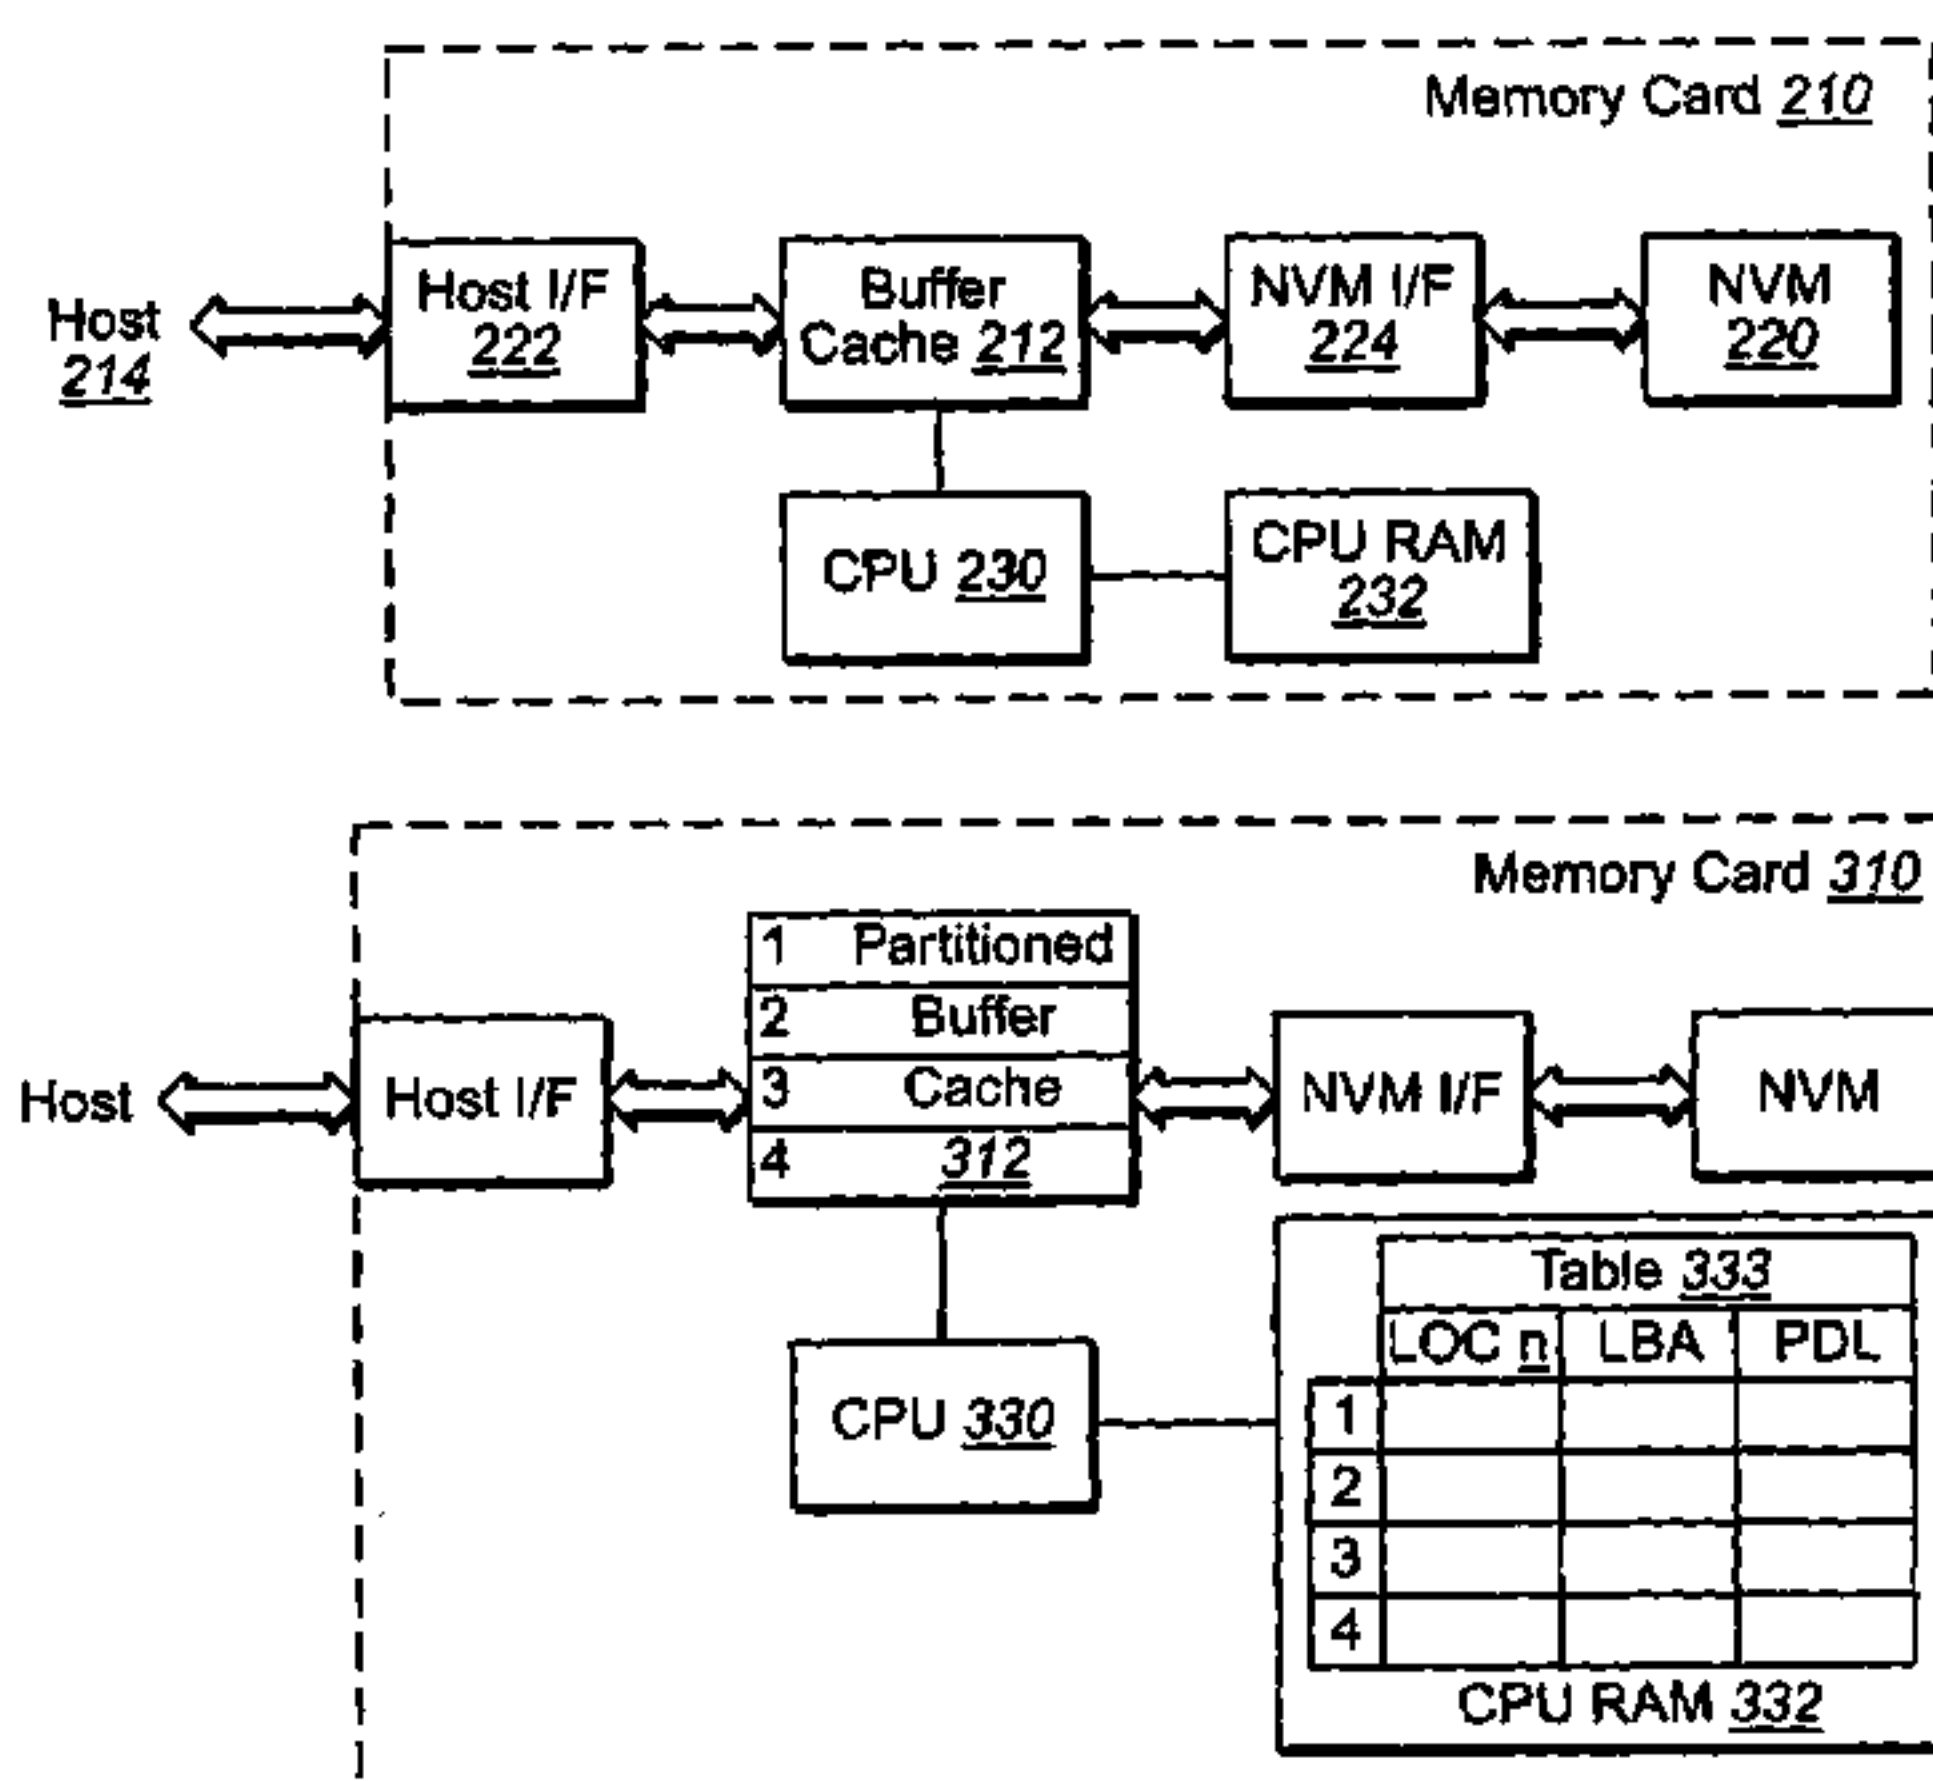 Memory Card 210
Host
214
Host I/F
222
Buffer
Cache 212
NVM I/F
224
NVM
220
CPU 230
CPU RAM
232
Memory Card 310
Host
Host I/F
1 Partitioned
2 Buffer
3 Cache
4 312
NVM I/F
NVM
CPU 330
Table 333
LOC n LBA PDL
1
2
3
4
CPU RAM 332